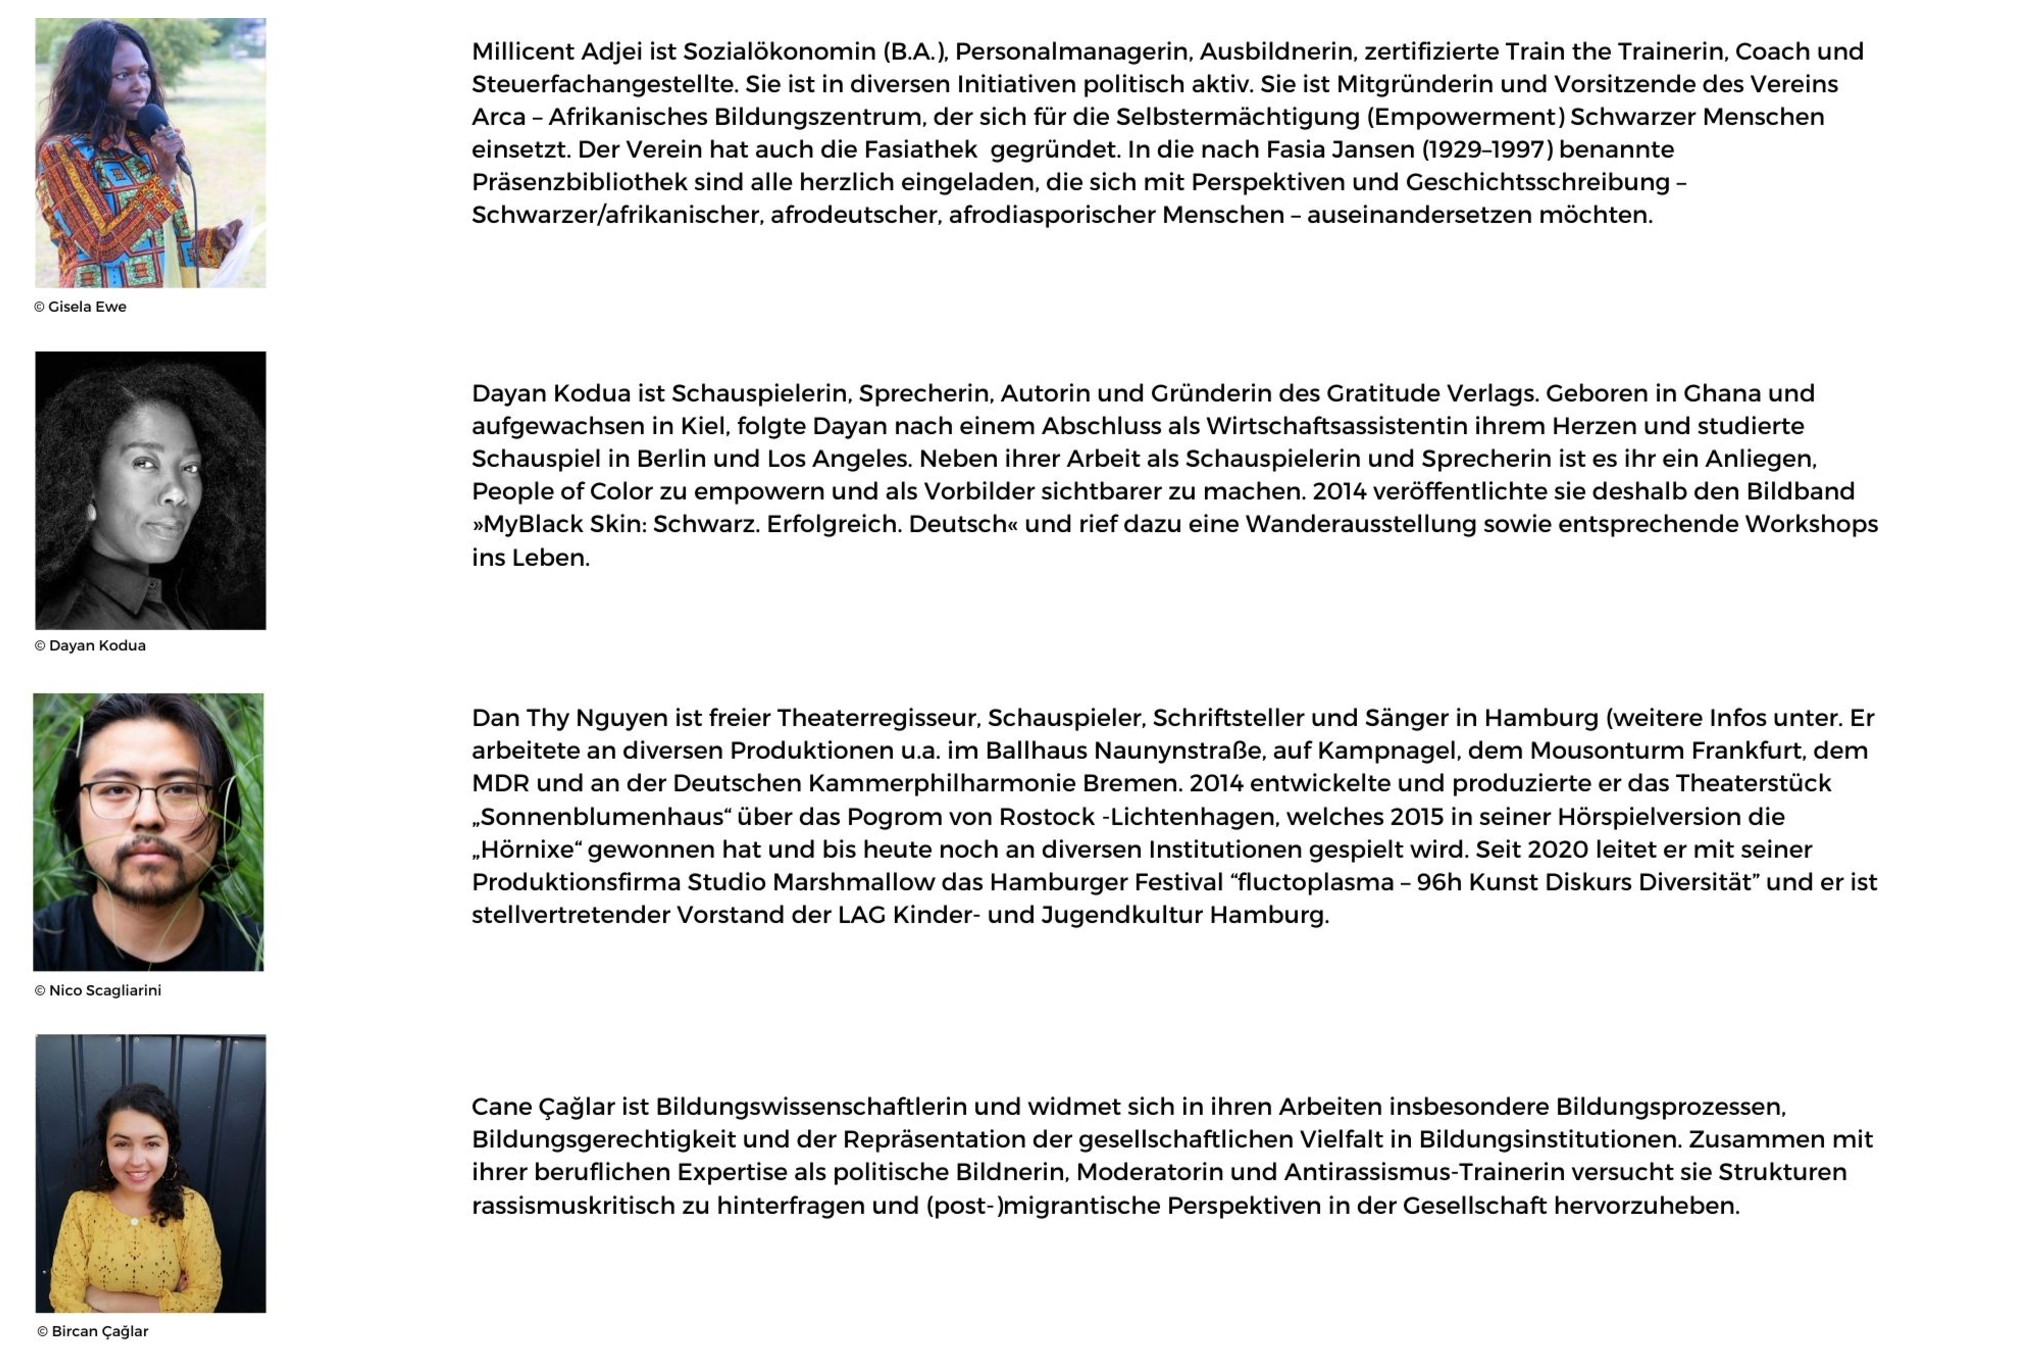 Millicent Adjei ist Sozialökonomin (B.A.), Personalmanagerin, Ausbildnerin, zertifizierte Train the Trainerin, Coach und
Steuerfachangestellte. Sie ist in diversen Initiativen politisch aktiv. Sie ist Mitgründerin und Vorsitzende des Vereins
Arca – Afrikanisches Bildungszentrum, der sich für die Selbstermächtigung (Empowerment) Schwarzer Menschen
einsetzt. Der Verein hat auch die Fasiathek  gegründet. In die nach Fasia Jansen (1929–1997) benannte
Präsenzbibliothek sind alle herzlich eingeladen, die sich mit Perspektiven und Geschichtsschreibung –
Schwarzer/afrikanischer, afrodeutscher, afrodiasporischer Menschen – auseinandersetzen möchten.
© Gisela Ewe
Dayan Kodua ist Schauspielerin, Sprecherin, Autorin und Gründerin des Gratitude Verlags. Geboren in Ghana und
aufgewachsen in Kiel, folgte Dayan nach einem Abschluss als Wirtschaftsassistentin ihrem Herzen und studierte
Schauspiel in Berlin und Los Angeles. Neben ihrer Arbeit als Schauspielerin und Sprecherin ist es ihr ein Anliegen,
People of Color zu empowern und als Vorbilder sichtbarer zu machen. 2014 veröffentlichte sie deshalb den Bildband
»MyBlack Skin: Schwarz. Erfolgreich. Deutsch« und rief dazu eine Wanderausstellung sowie entsprechende Workshops
ins Leben.
© Dayan Kodua
Dan Thy Nguyen ist freier Theaterregisseur, Schauspieler, Schriftsteller und Sänger in Hamburg (weitere Infos unter. Er
arbeitete an diversen Produktionen u.a. im Ballhaus Naunynstraße, auf Kampnagel, dem Mousonturm Frankfurt, dem
MDR und an der Deutschen Kammerphilharmonie Bremen. 2014 entwickelte und produzierte er das Theaterstück
„Sonnenblumenhaus“ über das Pogrom von Rostock -Lichtenhagen, welches 2015 in seiner Hörspielversion die
„Hörnixe“ gewonnen hat und bis heute noch an diversen Institutionen gespielt wird. Seit 2020 leitet er mit seiner
Produktionsfirma Studio Marshmallow das Hamburger Festival “fluctoplasma – 96h Kunst Diskurs Diversität” und er ist
stellvertretender Vorstand der LAG Kinder- und Jugendkultur Hamburg.
© Nico Scagliarini
Cane Çağlar ist Bildungswissenschaftlerin und widmet sich in ihren Arbeiten insbesondere Bildungsprozessen,
Bildungsgerechtigkeit und der Repräsentation der gesellschaftlichen Vielfalt in Bildungsinstitutionen. Zusammen mit
ihrer beruflichen Expertise als politische Bildnerin, Moderatorin und Antirassismus-Trainerin versucht sie Strukturen
rassismuskritisch zu hinterfragen und (post-)migrantische Perspektiven in der Gesellschaft hervorzuheben.
© Bircan Çağlar